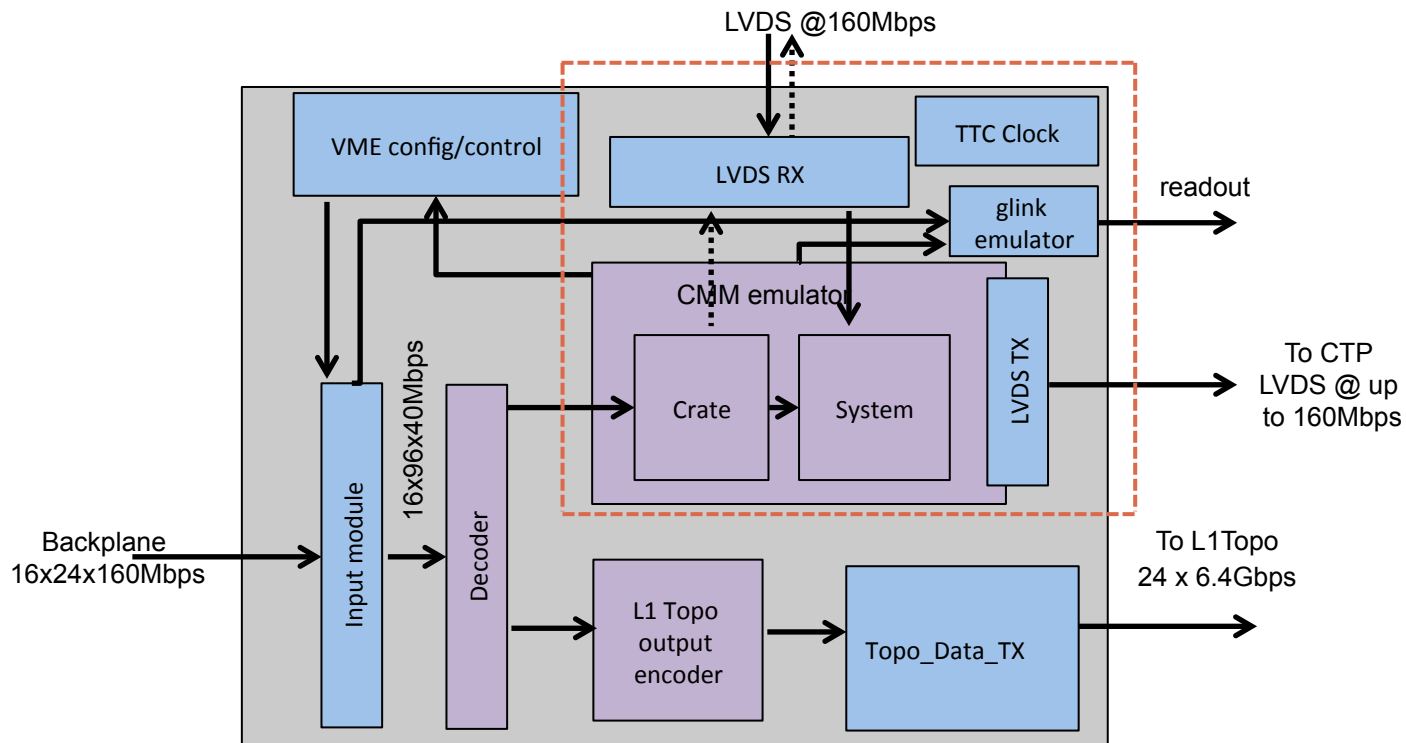 LVDS @160Mbps
VME config/control
TTC Clock
LVDS RX
readout
glink
emulator
CMM emulator
To CTP
LVDS @ up
to 160Mbps
LVDS TX
16x96x40Mbps
Crate
System
Backplane
16x24x160Mbps
Input module
Decoder
To L1Topo
24 x 6.4Gbps
L1 Topo
output
encoder
Topo_Data_TX